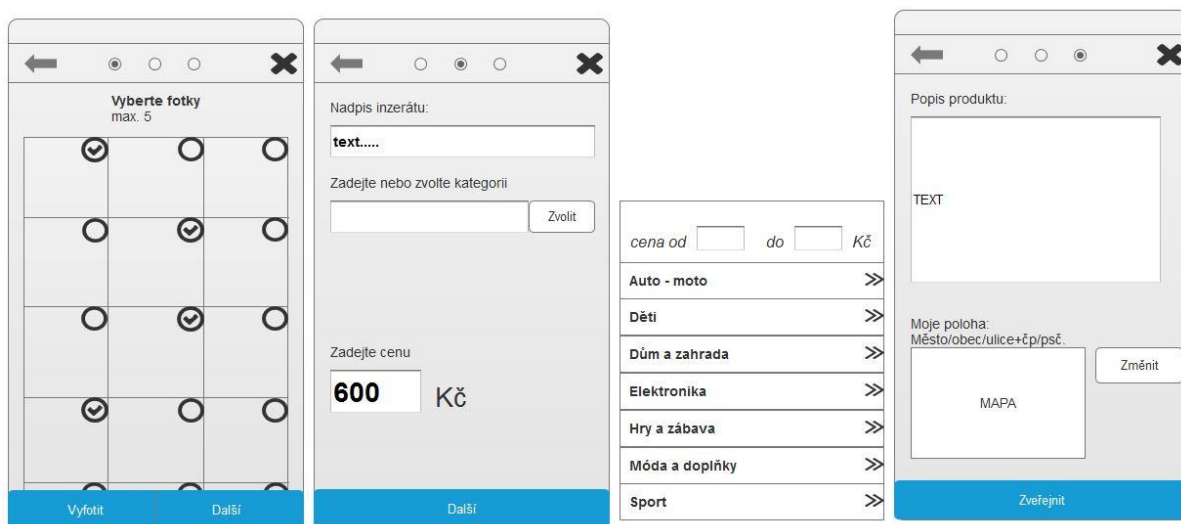 Vyberte fotky
max. 5
Vyfotit
Další
Nadpis inzerátu:
text.....
Zadejte nebo zvolte kategorii
Zvolit
Zadejte cenu
600 Kč
Další
cena od do Kč
Auto - moto
Děti
Dům a zahrada
Elektronika
Hry a zábava
Móda a doplňky
Sport
Popis produktu:
TEXT
Moje poloha:
Město/obec/ulice+čp/psč.
Změnit
MAPA
Zveřejnit